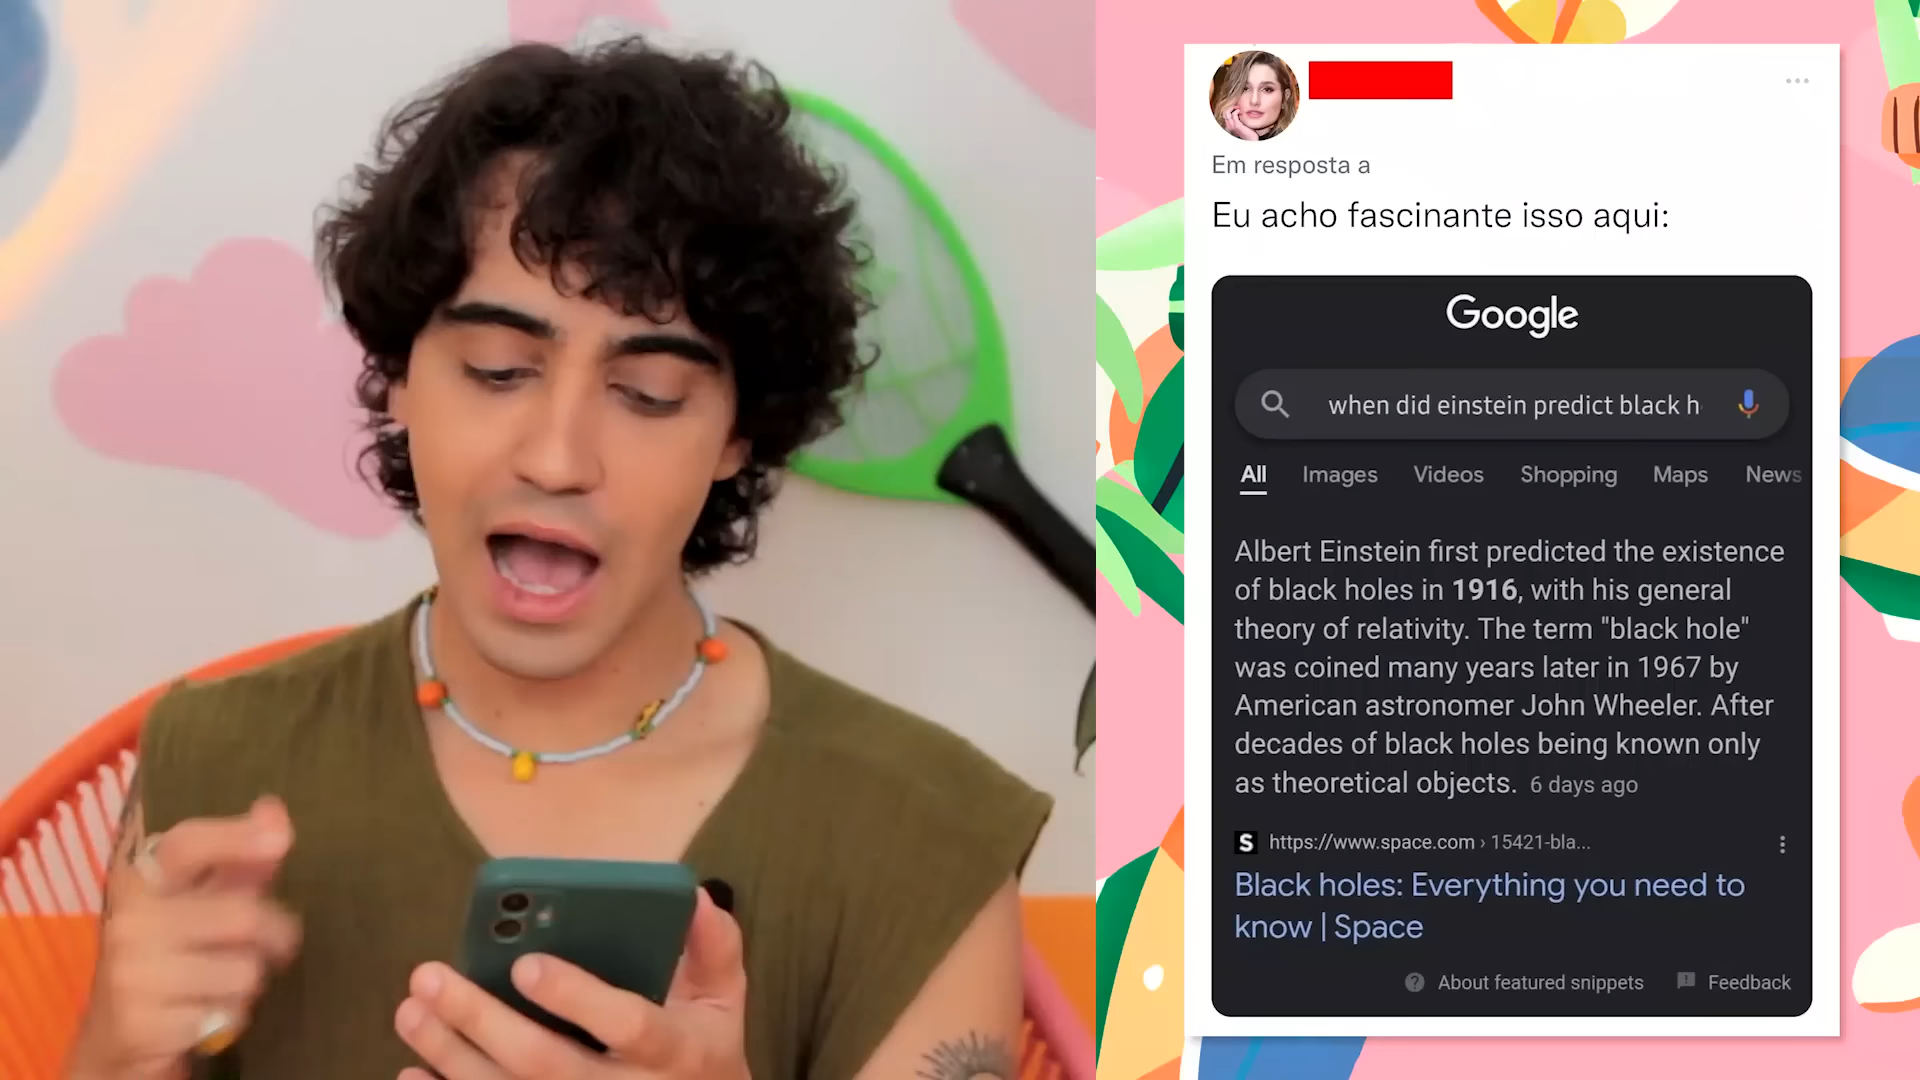 Em resposta a
Eu acho fascinante isso aqui:
Google
when did einstein predict black h
All Images Videos Shopping Maps News
Albert Einstein first predicted the existence
of black holes in 1916, with his general
theory of relativity. The term "black hole"
was coined many years later in 1967 by
American astronomer John Wheeler. After
decades of black holes being known only
as theoretical objects. 6 days ago
S https://www.space.com › 15421-bla...
Black holes: Everything you need to
know | Space
About featured snippets Feedback